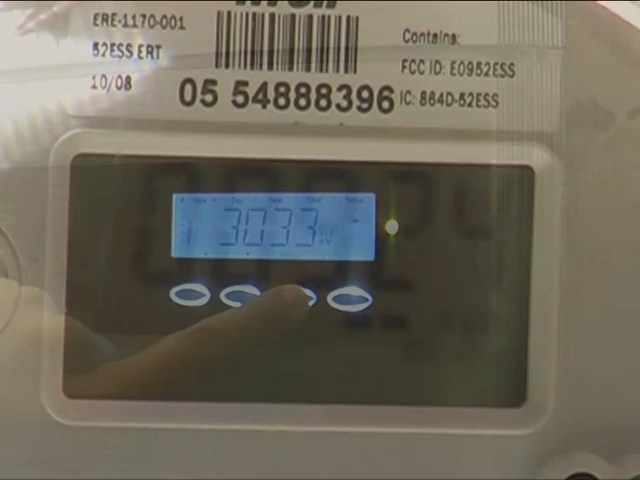 ERE-1170-001
52ESS ERT
10/08
05 54888396
Contains:
FCC ID: E0952ESS
IC: 864D-52ESS
3033 W